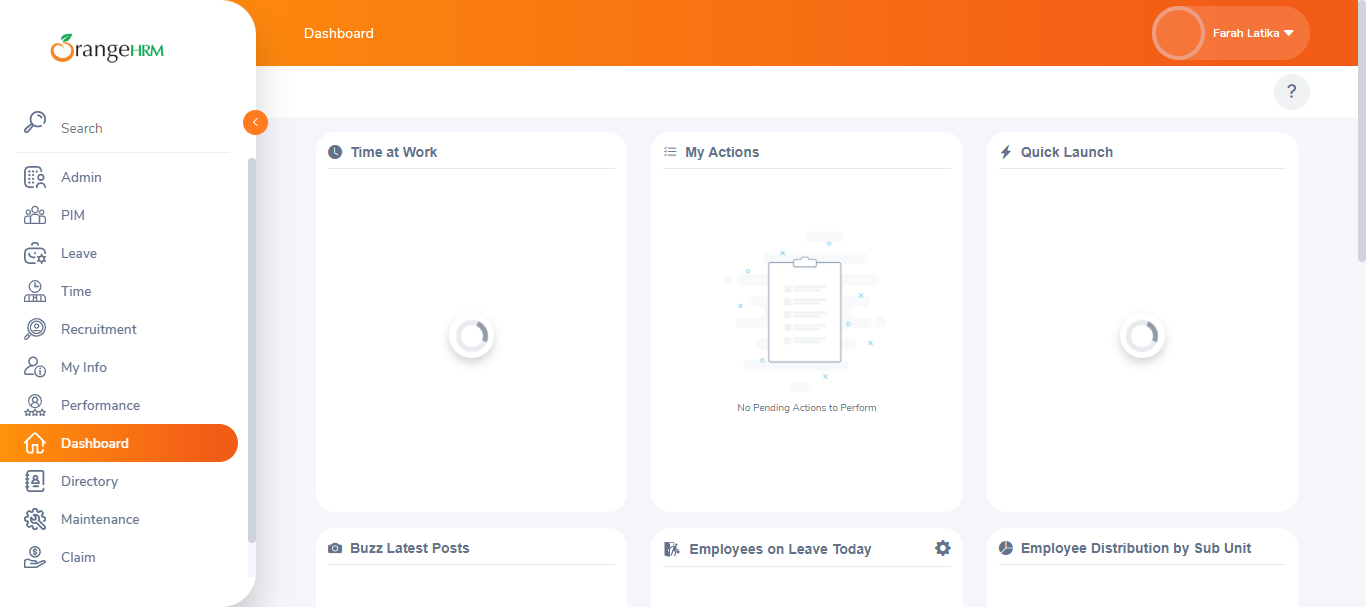 OrangeHRM
Dashboard
Farah Latika
?
Search
Admin
PIM
Leave
Time
Recruitment
My Info
Performance
Dashboard
Directory
Maintenance
Claim
Time at Work
My Actions
No Pending Actions to Perform
Quick Launch
Buzz Latest Posts
Employees on Leave Today
Employee Distribution by Sub Unit